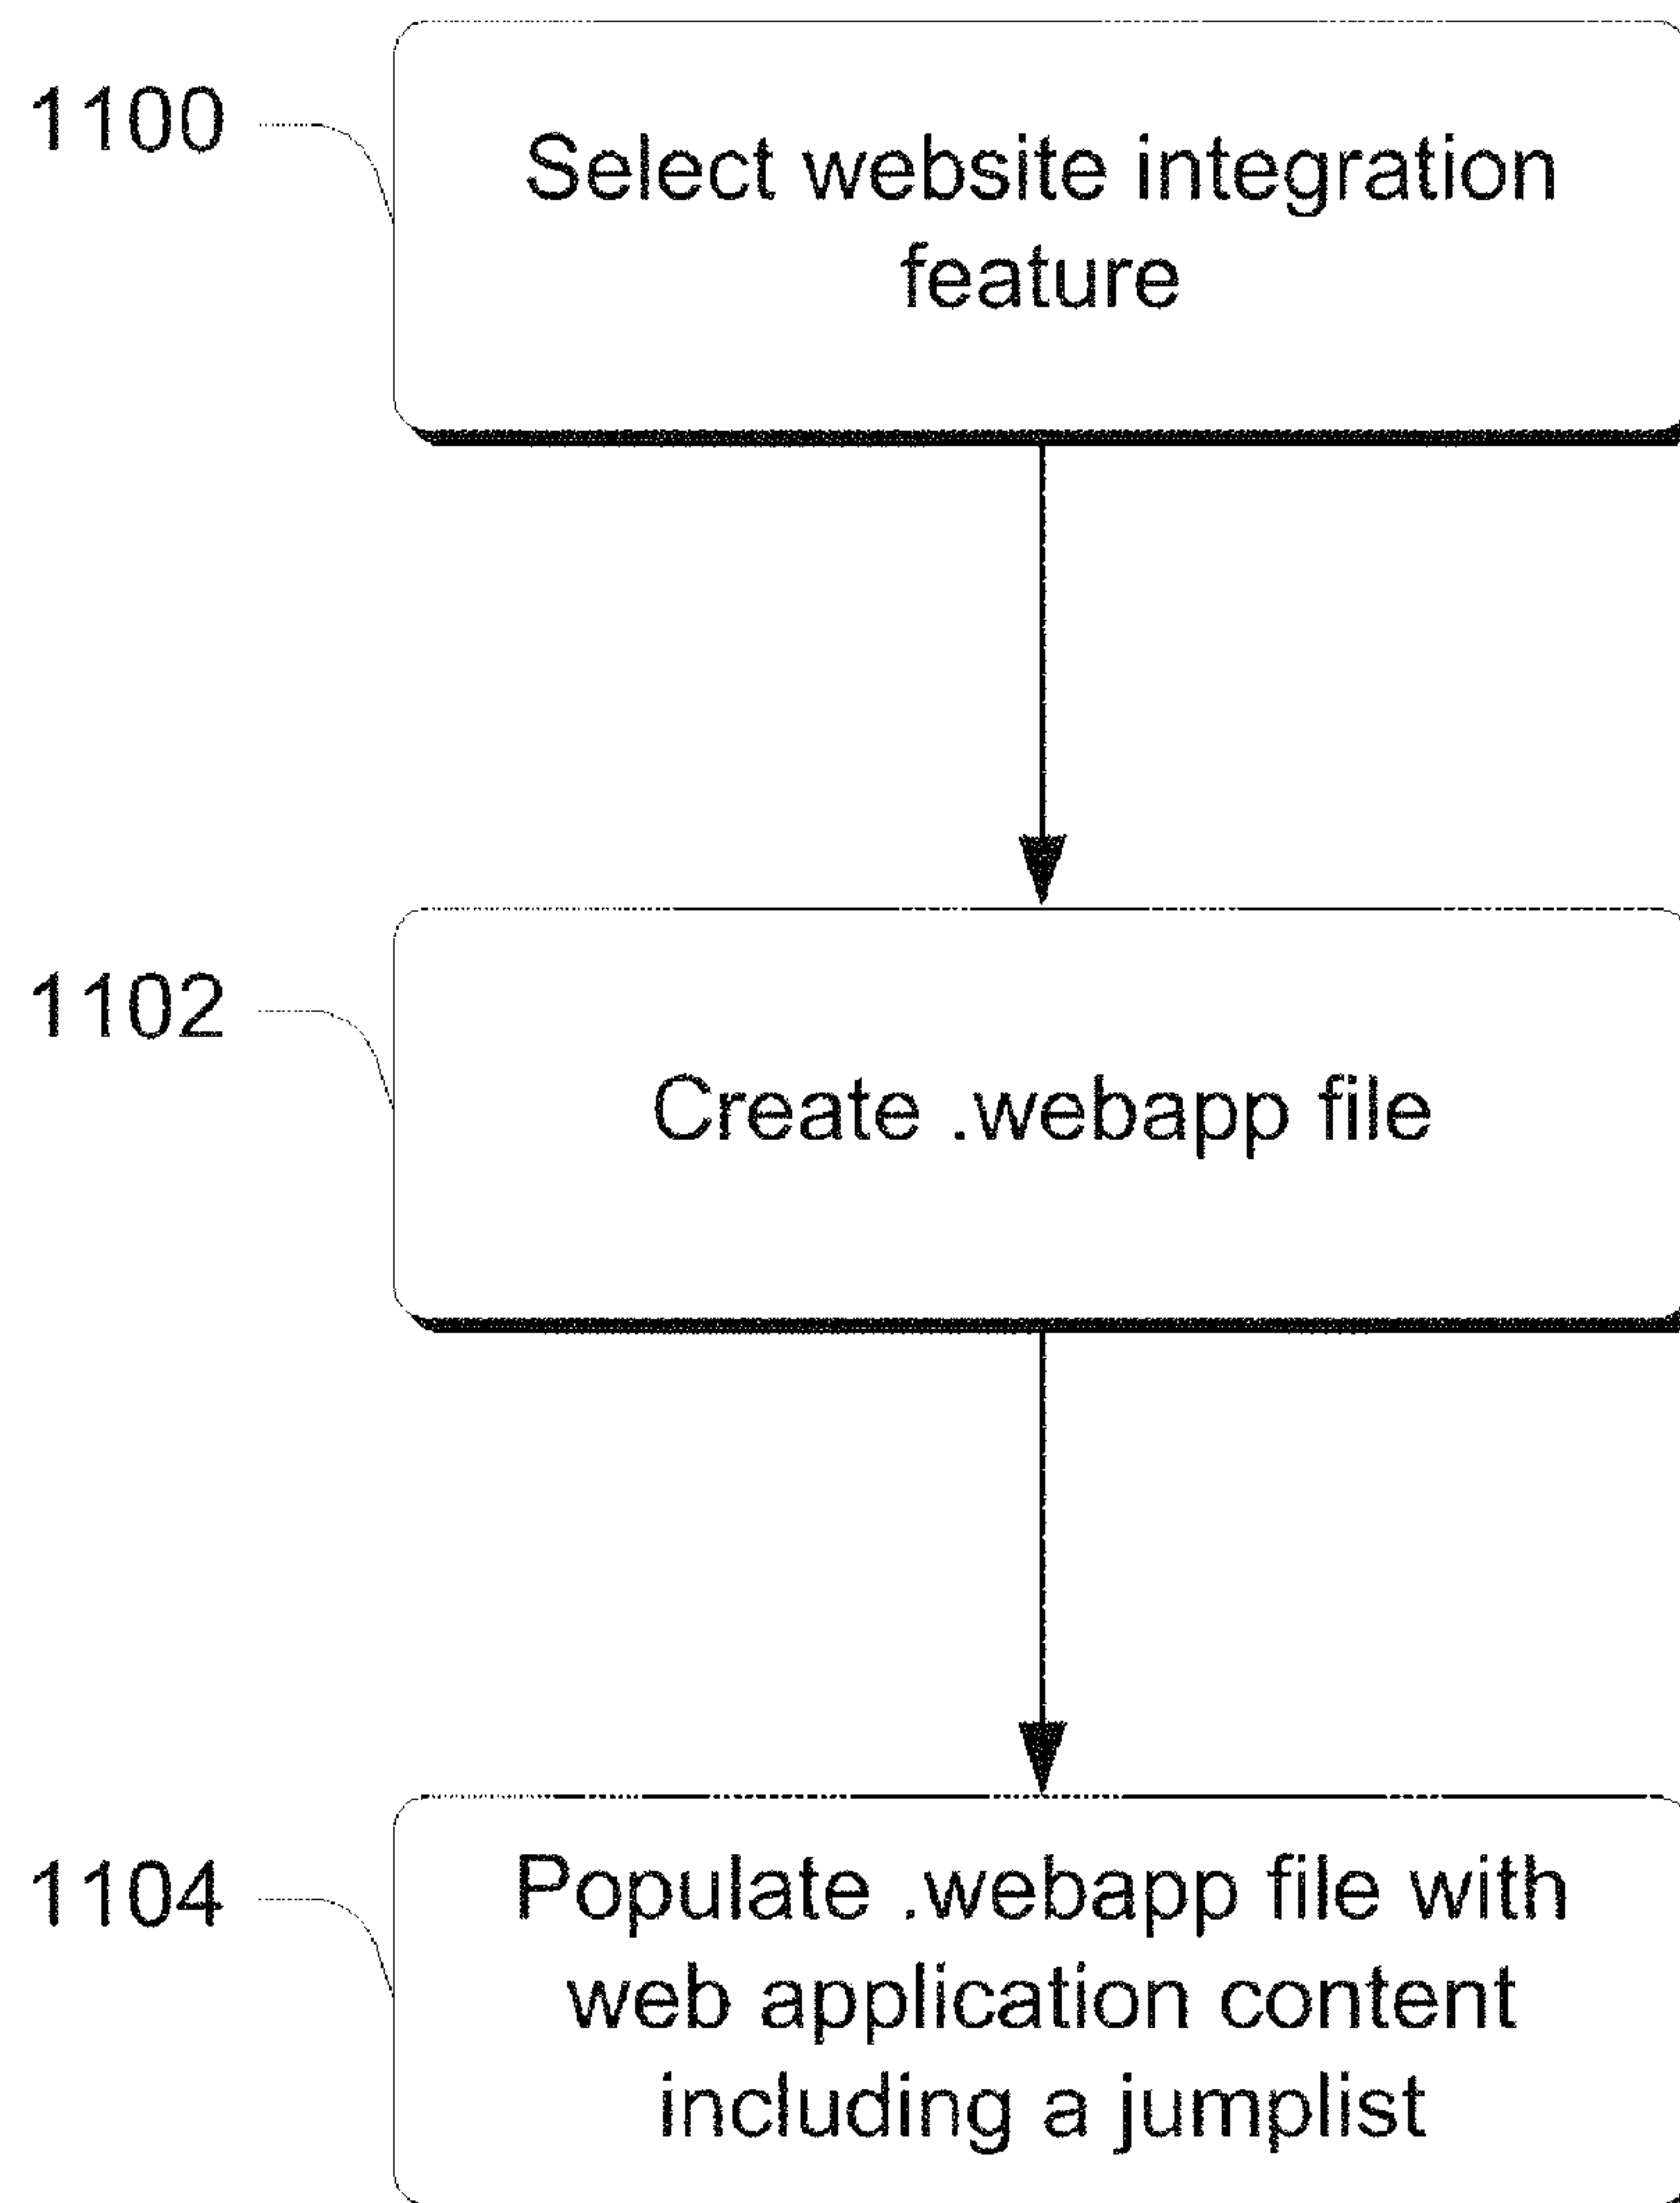 1100
Select website integration
feature
1102
Create .webapp file
1104
Populate .webapp file with
web application content
including a jumplist